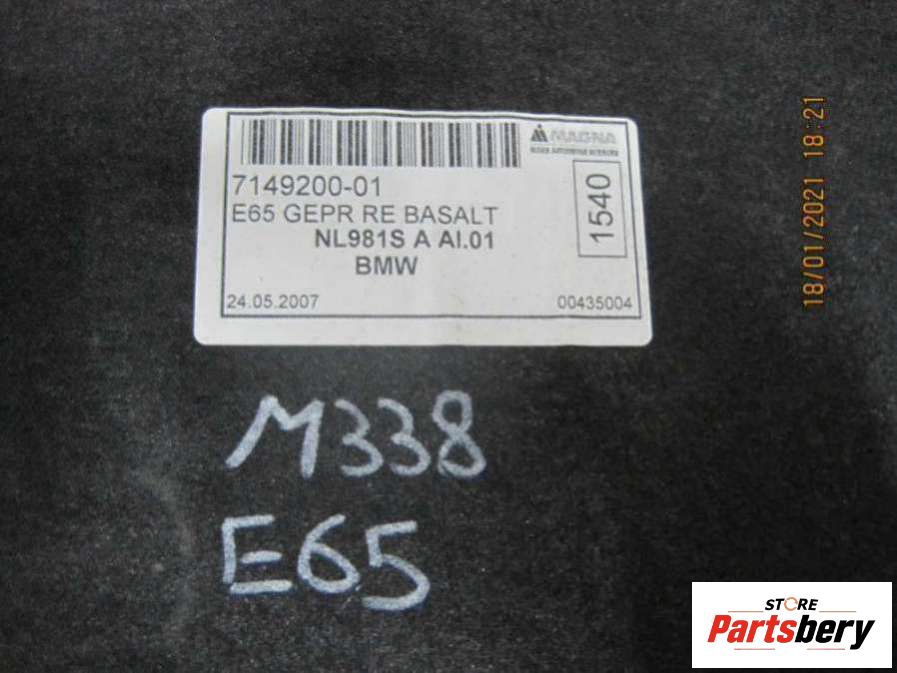 MAGNA
7149200-01
E65 GEPR RE BASALT
NL981S A AI.01
BMW
1540
24.05.2007
00435004
18/01/2021 18:21
M338
E65
STORE
Partsbery